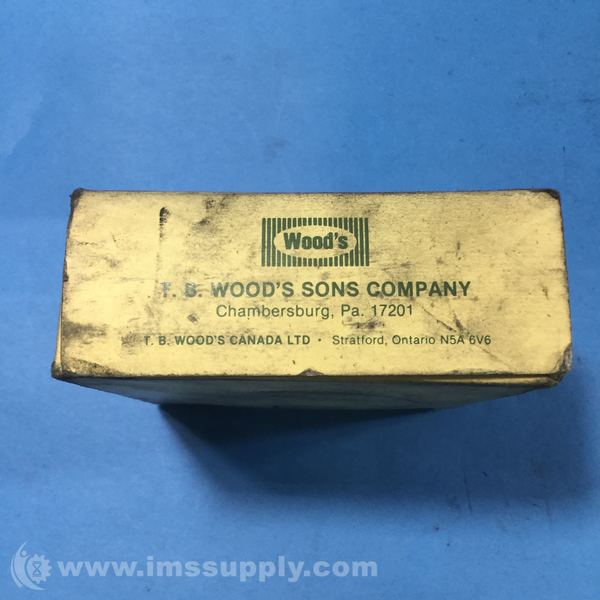 Wood's
T. B. WOOD'S SONS COMPANY
Chambersburg, Pa. 17201
T. B. WOOD'S CANADA LTD • Stratford, Ontario N5A 6V6
www.imssupply.com